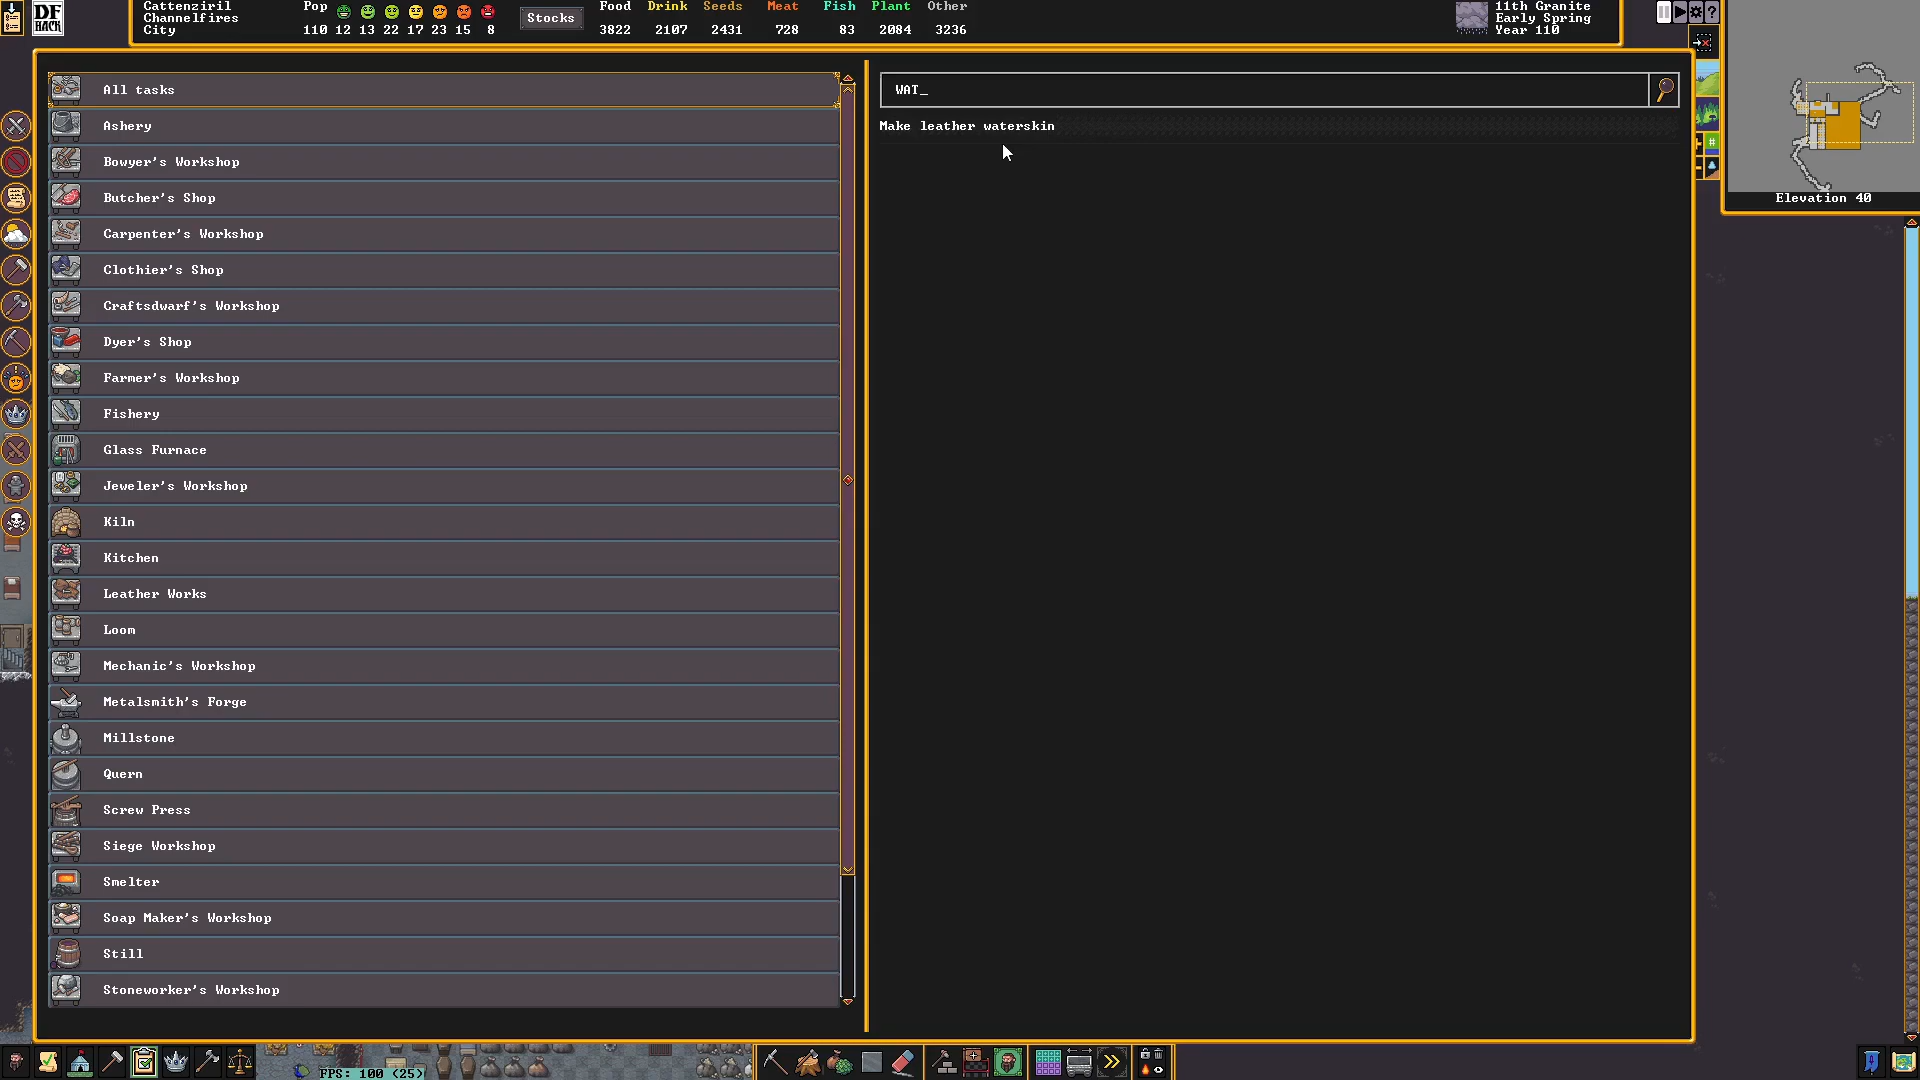 DF
HACK
Cattenziril
Channelfires
City
Pop
110 12 13 22 17 23 15 8
Stocks
Food Drink Seeds Meat Fish Plant Other
3822 2107 2431 728 83 2084 3236
11th Granite
Early Spring
Year 110
?
Elevation 40
All tasks
Ashery
Bowyer's Workshop
Butcher's Shop
Carpenter's Workshop
Clothier's Shop
Craftsdwarf's Workshop
Dyer's Shop
Farmer's Workshop
Fishery
Glass Furnace
Jeweler's Workshop
Kiln
Kitchen
Leather Works
Loom
Mechanic's Workshop
Metalsmith's Forge
Millstone
Quern
Screw Press
Siege Workshop
Smelter
Soap Maker's Workshop
Still
Stoneworker's Workshop
WAT_
Make leather waterskin
FPS: 100 (25)